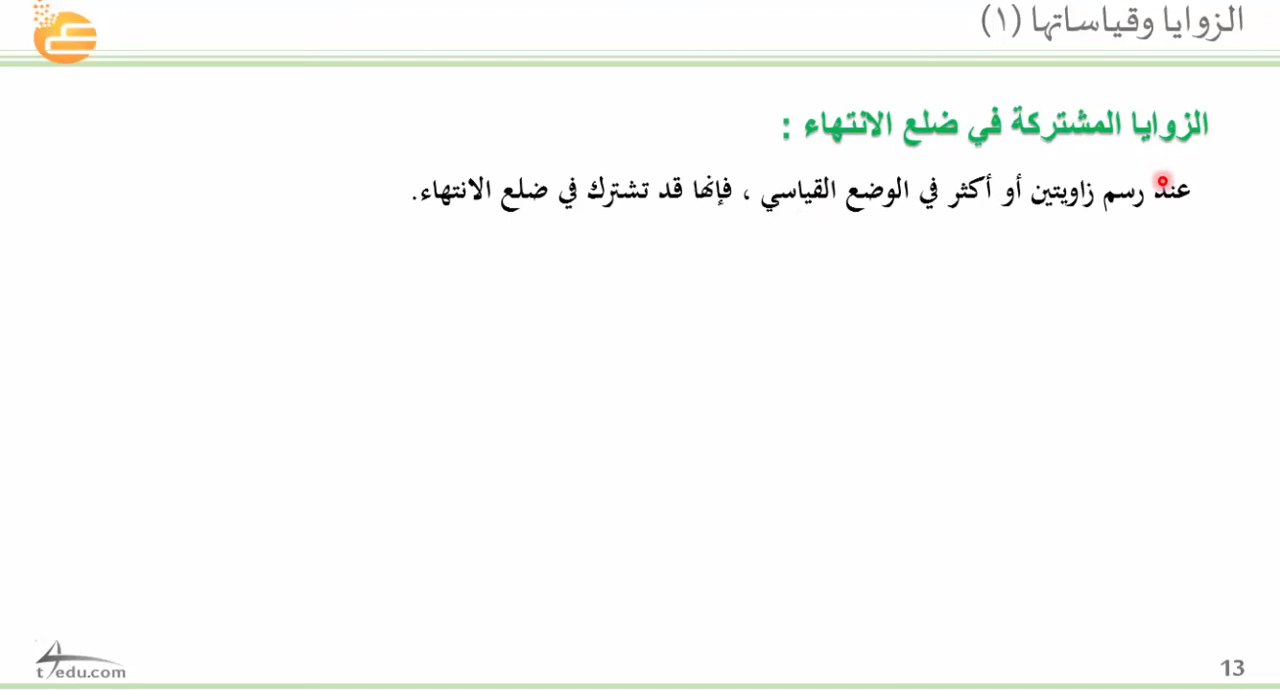 الزوايا وقياساتها (١)
الزوايا المشتركة في ضلع الانتهاء :
عند رسم زاويتين أو أكثر في الوضع القياسي ، فإنها قد تشترك في ضلع الانتهاء.
t4edu.com
13